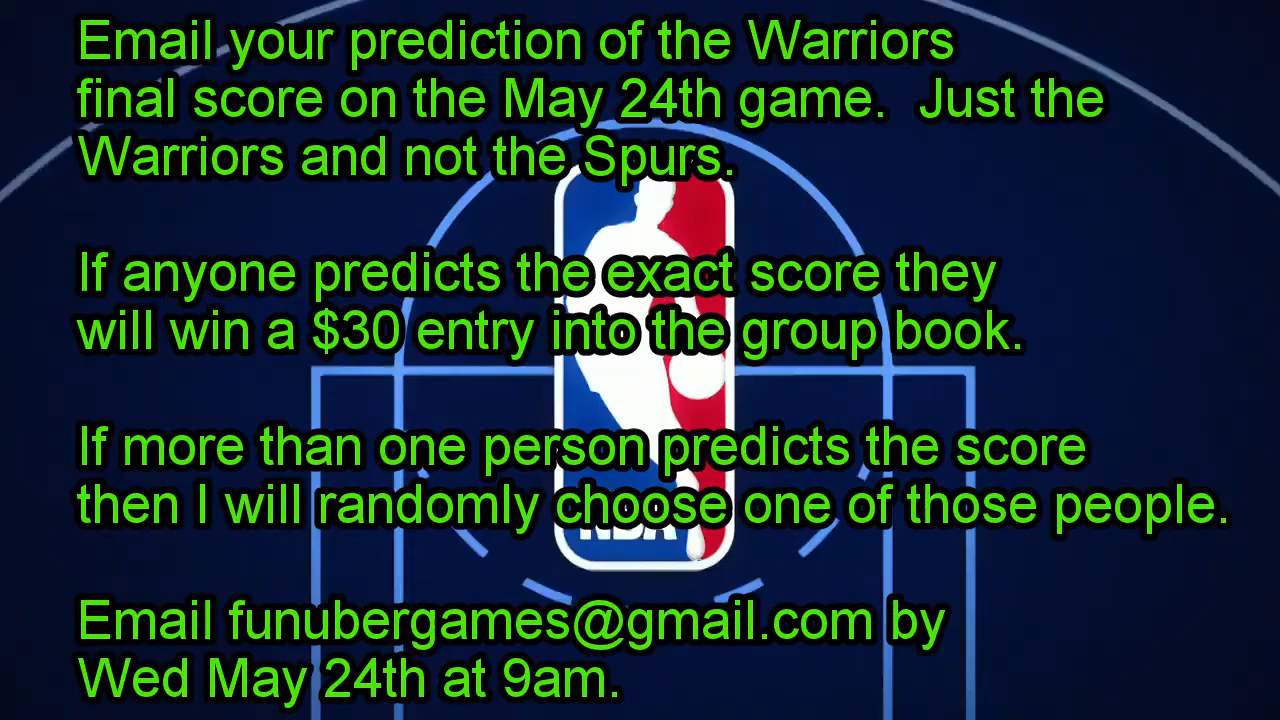 Email your prediction of the Warriors
final score on the May 24th game.  Just the
Warriors and not the Spurs.
If anyone predicts the exact score they
will win a $30 entry into the group book.
If more than one person predicts the score
then I will randomly choose one of those people.
NBA
Email funubergames@gmail.com by
Wed May 24th at 9am.